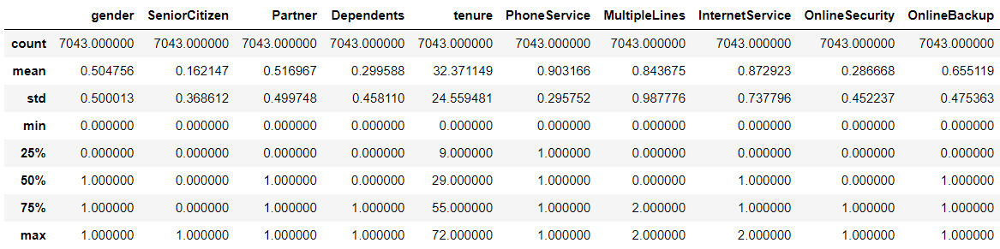 gender SeniorCitizen Partner Dependents tenure PhoneService MultipleLines InternetService OnlineSecurity OnlineBackup
count 7043.000000 7043.000000 7043.000000 7043.000000 7043.000000 7043.000000 7043.000000 7043.000000 7043.000000 7043.000000
mean 0.504756 0.162147 0.516967 0.299588 32.371149 0.903166 0.843675 0.872923 0.286668 0.655119
std 0.500013 0.368612 0.499748 0.458110 24.559481 0.295752 0.987776 0.737796 0.452237 0.475363
min 0.000000 0.000000 0.000000 0.000000 0.000000 0.000000 0.000000 0.000000 0.000000 0.000000
25% 0.000000 0.000000 0.000000 0.000000 9.000000 1.000000 0.000000 0.000000 0.000000 0.000000
50% 1.000000 0.000000 1.000000 0.000000 29.000000 1.000000 0.000000 1.000000 0.000000 1.000000
75% 1.000000 0.000000 1.000000 1.000000 55.000000 1.000000 2.000000 1.000000 1.000000 1.000000
max 1.000000 1.000000 1.000000 1.000000 72.000000 1.000000 2.000000 2.000000 1.000000 1.000000